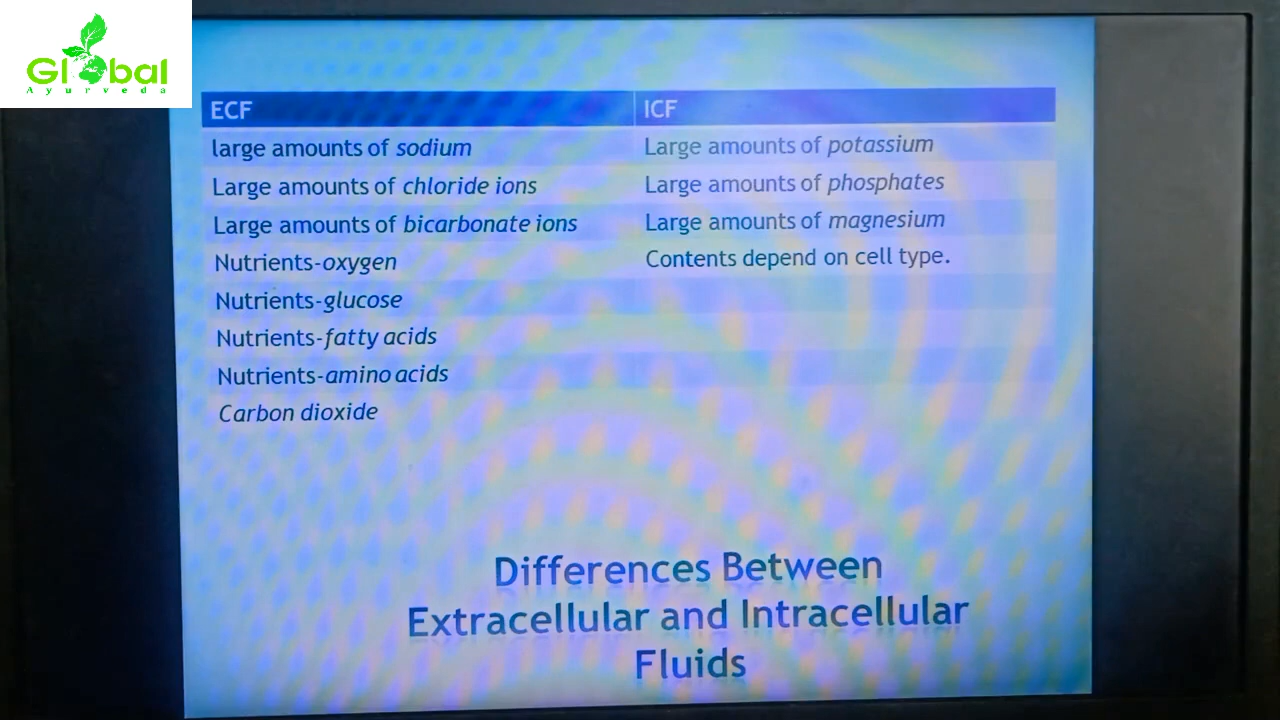 Global
Ayurveda
ECF
ICF
large amounts of sodium
Large amounts of potassium
Large amounts of chloride ions
Large amounts of phosphates
Large amounts of bicarbonate ions
Large amounts of magnesium
Nutrients-oxygen
Contents depend on cell type.
Nutrients-glucose
Nutrients-fatty acids
Nutrients-amino acids
Carbon dioxide
Differences Between
Extracellular and Intracellular
Fluids